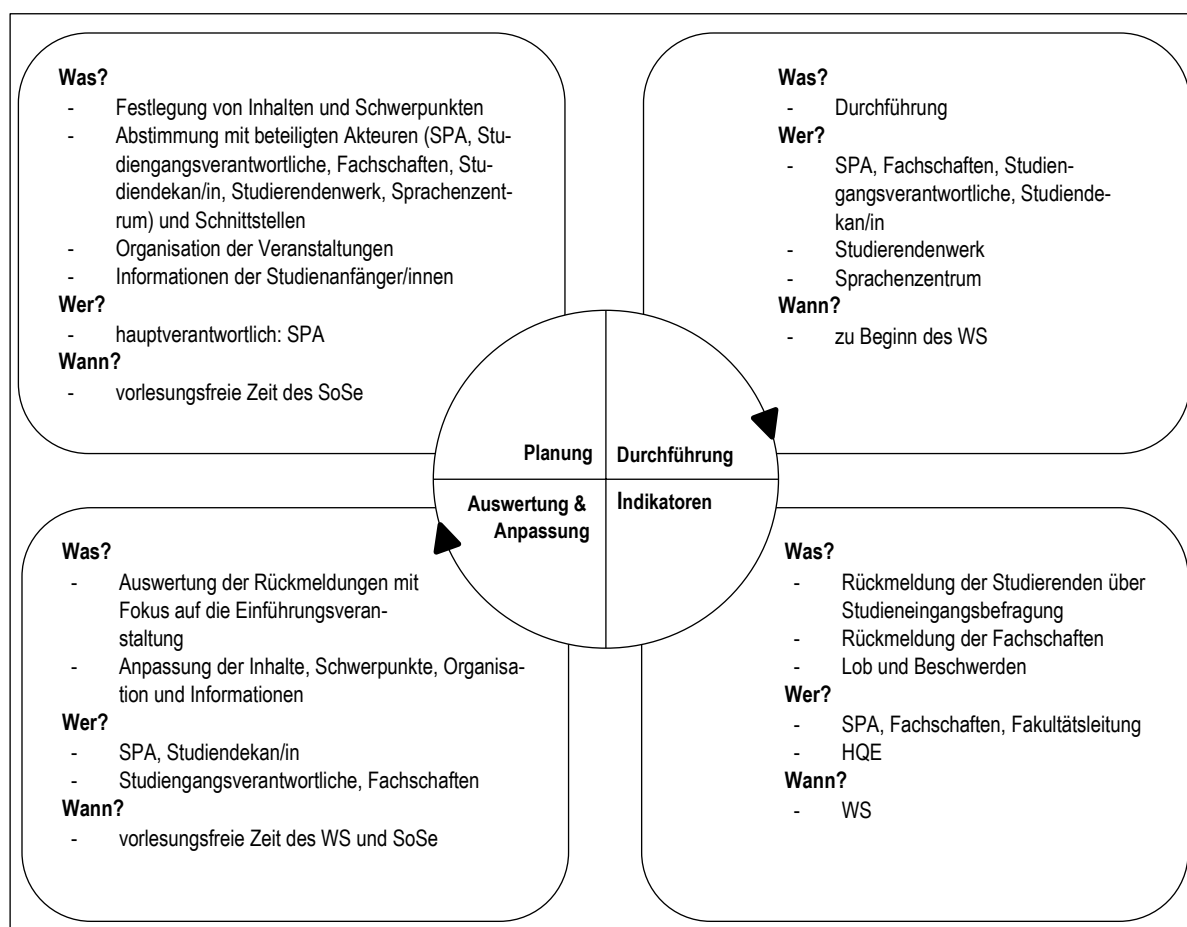 Was?
- Festlegung von Inhalten und Schwerpunkten
- Abstimmung mit beteiligten Akteuren (SPA, Stu-
diengangsverantwortliche, Fachschaften, Stu-
diendekan/in, Studierendenwerk, Sprachenzent-
rum) und Schnittstellen
- Organisation der Veranstaltungen
- Informationen der Studienanfänger/innen
Wer?
- hauptverantwortlich: SPA
Wann?
- vorlesungsfreie Zeit des SoSe
Was?
- Durchführung
Wer?
- SPA, Fachschaften, Studien-
gangsverantwortliche, Studiende-
kan/in
- Studierendenwerk
- Sprachenzentrum
Wann?
- zu Beginn des WS
Planung
Durchführung
Auswertung &
Anpassung
Indikatoren
Was?
- Auswertung der Rückmeldungen mit
Fokus auf die Einführungsveran-
staltung
- Anpassung der Inhalte, Schwerpunkte, Organisa-
tion und Informationen
Wer?
- SPA, Studiendekan/in
- Studiengangsverantwortliche, Fachschaften
Wann?
- vorlesungsfreie Zeit des WS und SoSe
Was?
- Rückmeldung der Studierenden über
Studieneingangsbefragung
- Rückmeldung der Fachschaften
- Lob und Beschwerden
Wer?
- SPA, Fachschaften, Fakultätsleitung
- HQE
Wann?
- WS